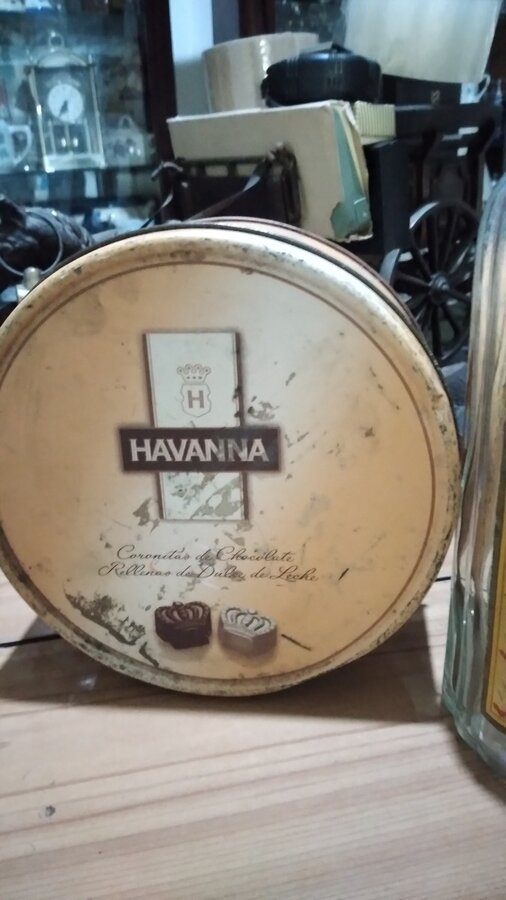 H
HAVANNA
Coronitas de Chocolate
Rellenas de Dulce de Leche